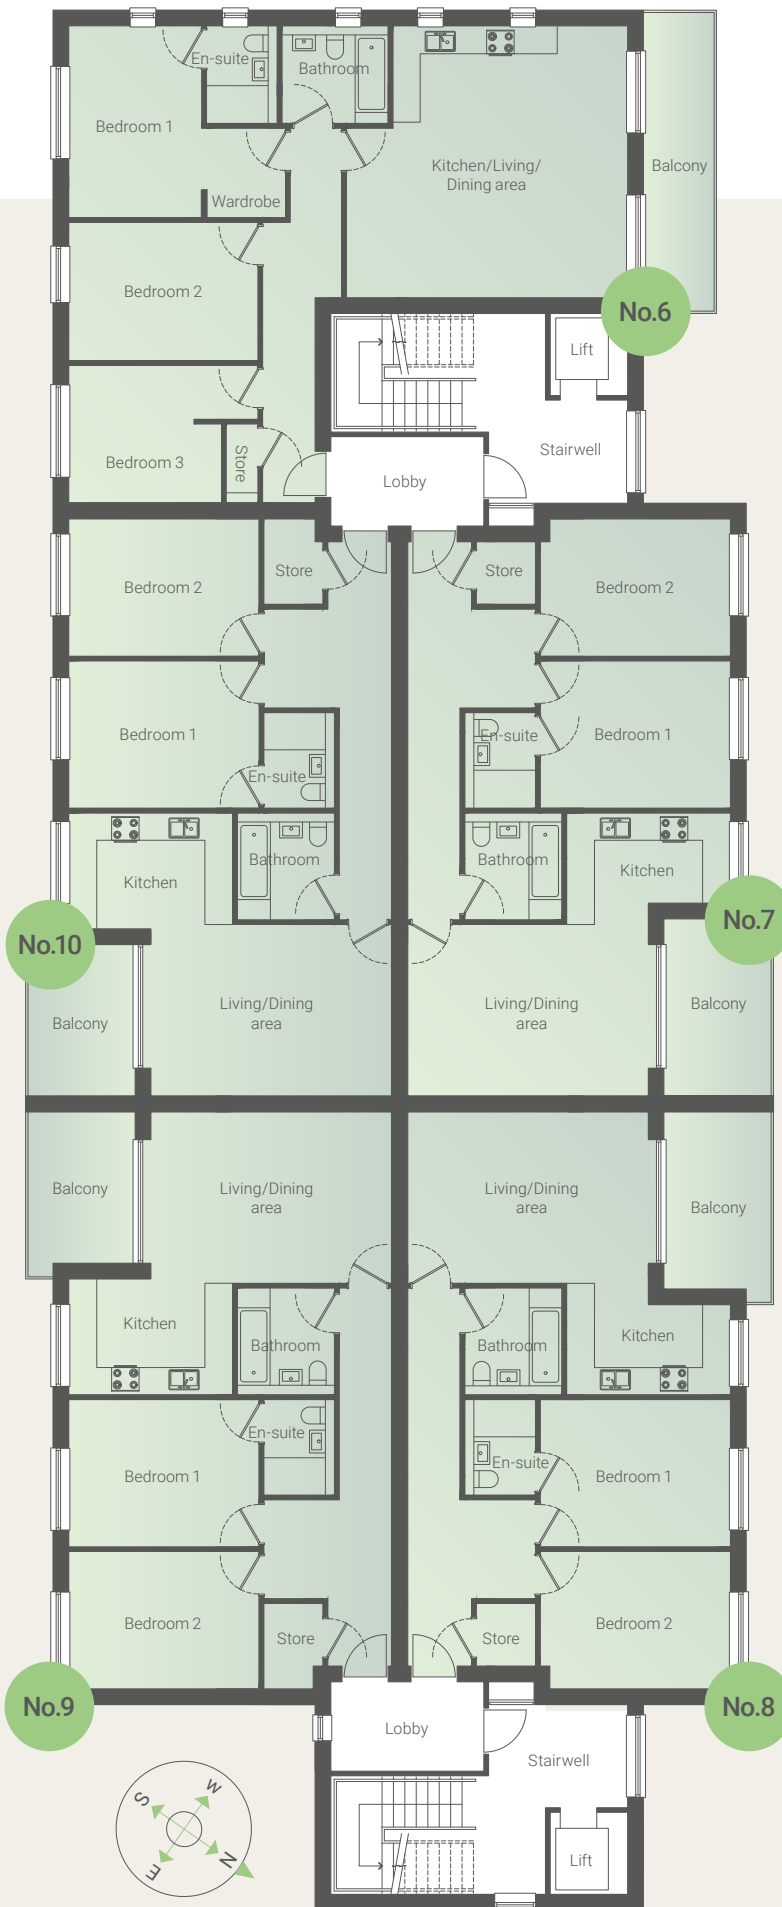 En-suite
Bathroom
Bedroom 1
Kitchen/Living/
Dining area
Balcony
Wardrobe
Bedroom 2
No.6
Lift
Bedroom 3
Store
Stairwell
Lobby
Bedroom 2
Store
Store
Bedroom 2
Bedroom 1
En-suite
En-suite
Bedroom 1
Kitchen
Bathroom
Bathroom
Kitchen
No.10
No.7
Balcony
Living/Dining
area
Living/Dining
area
Balcony
Balcony
Living/Dining
area
Living/Dining
area
Balcony
Kitchen
Bathroom
Bathroom
Kitchen
Bedroom 1
En-suite
En-suite
Bedroom 1
Bedroom 2
Store
Store
Bedroom 2
No.9
No.8
Lobby
Stairwell
S
W
E
N
Lift